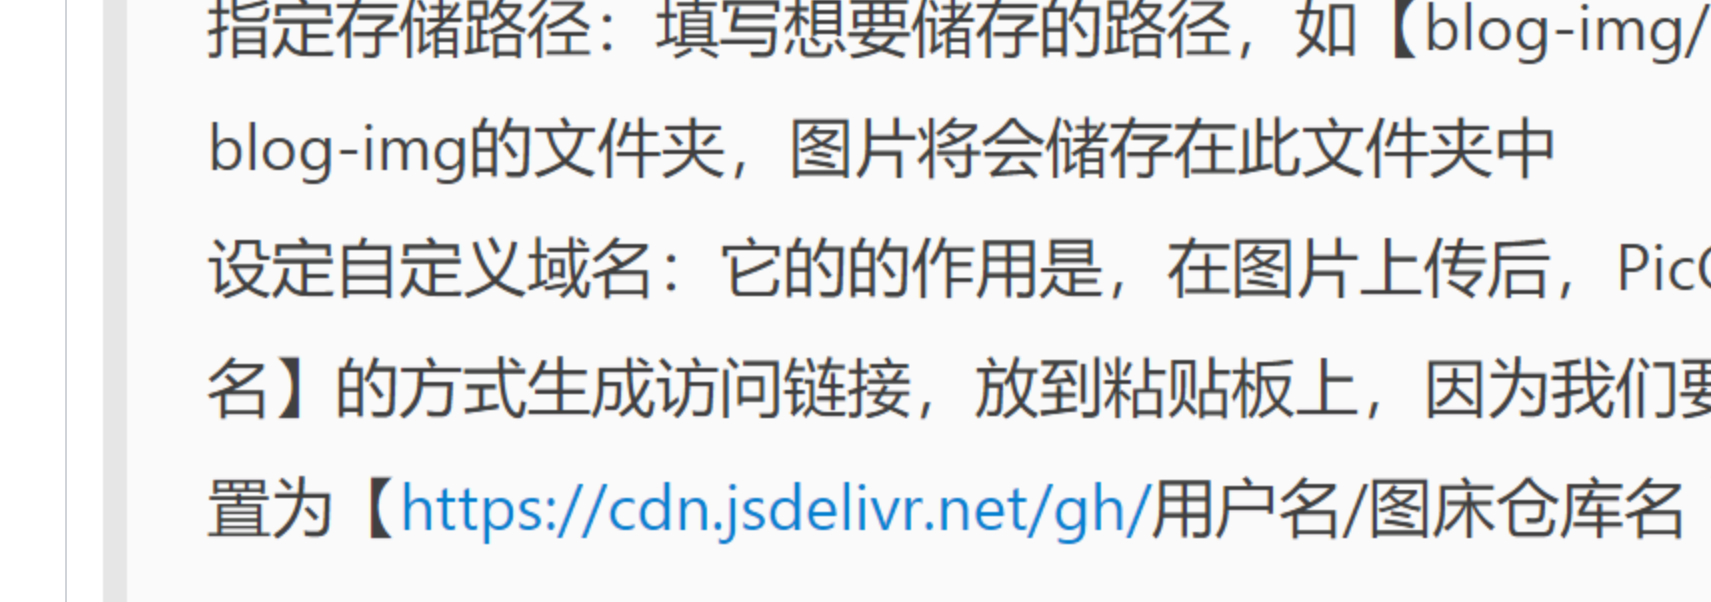 指定存储路径：填写想要储存的路径，如【blog-img/
blog-img的文件夹，图片将会储存在此文件夹中
设定自定义域名：它的的作用是，在图片上传后，Pic
名】的方式生成访问链接，放到粘贴板上，因为我们要
置为【https://cdn.jsdelivr.net/gh/用户名/图床仓库名